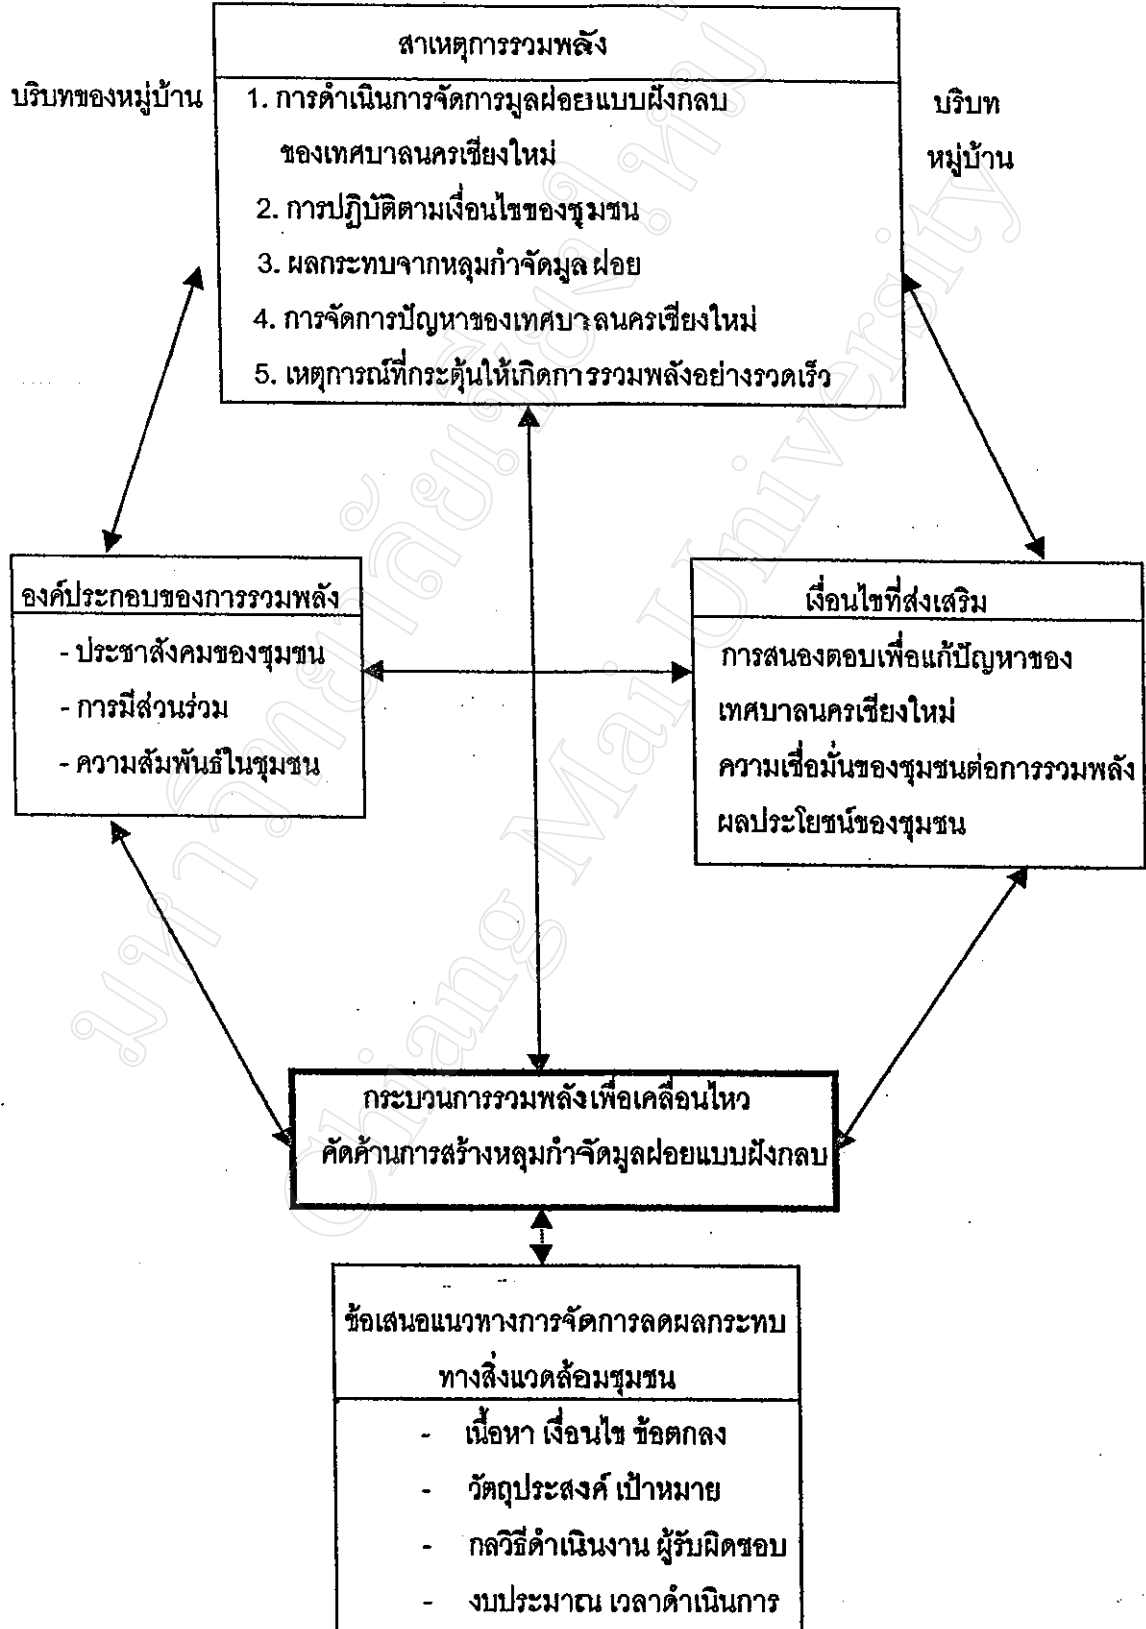 สาเหตุการรวมพลัง
บริบทของหมู่บ้าน
บริบท
หมู่บ้าน
1. การดำเนินการจัดการมูลฝอยแบบฝังกลบ
ของเทศบาลนครเชียงใหม่
2. การปฏิบัติตามเงื่อนไขของชุมชน
3. ผลกระทบจากหลุมกำจัดมูลฝอย
4. การจัดการปัญหาของเทศบาลนครเชียงใหม่
5. เหตุการณ์ที่กระตุ้นให้เกิดการรวมพลังอย่างรวดเร็ว
องค์ประกอบของการรวมพลัง
- ประชาสังคมของชุมชน
- การมีส่วนร่วม
- ความสัมพันธ์ในชุมชน
เงื่อนไขที่ส่งเสริม
การสนองตอบเพื่อแก้ปัญหาของ
เทศบาลนครเชียงใหม่
ความเชื่อมั่นของชุมชนต่อการรวมพลัง
ผลประโยชน์ของชุมชน
กระบวนการรวมพลังเพื่อเคลื่อนไหว
คัดค้านการสร้างหลุมกำจัดมูลฝอยแบบฝังกลบ
ข้อเสนอแนวทางการจัดการลดผลกระทบ
ทางสิ่งแวดล้อมชุมชน
- เนื้อหา เงื่อนไข ข้อตกลง
- วัตถุประสงค์ เป้าหมาย
- กลวิธีดำเนินงาน ผู้รับผิดชอบ
- งบประมาณ เวลาดำเนินการ
มหาวิทยาลัยเชียงใหม่
Chiang Mai University